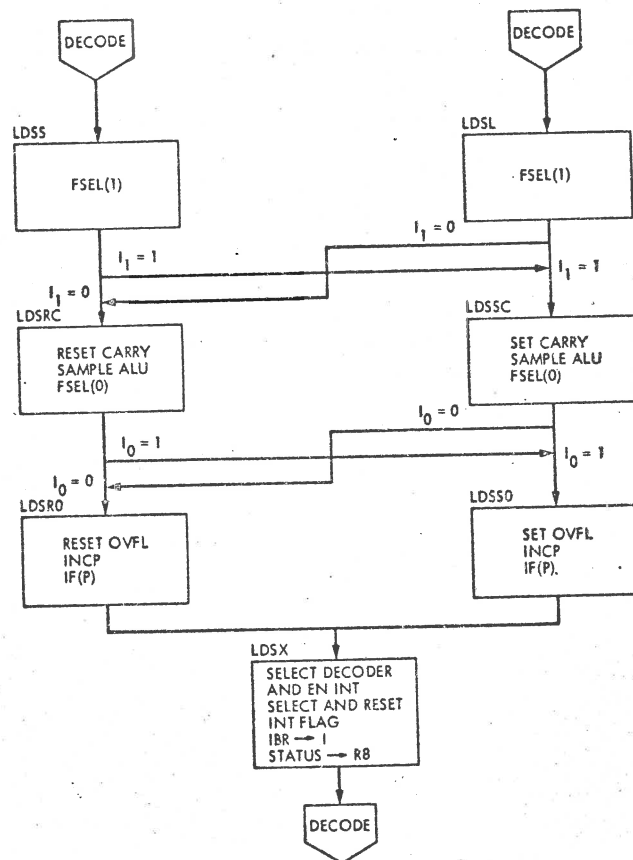 DECODE
DECODE
LDSS
LDSL
FSEL(1)
FSEL(1)
I1 = 0
I1 = 1
I1 = 1
I1 = 0
LDSRC
LDSSC
RESET CARRY
SAMPLE ALU
FSEL(0)
SET CARRY
SAMPLE ALU
FSEL(0)
I0 = 0
I0 = 1
I0 = 1
I0 = 0
LDSR0
LDSS0
RESET OVFL
INCP
IF(P)
SET OVFL
INCP
IF(P).
LDSX
SELECT DECODER
AND EN INT
SELECT AND RESET
INT FLAG
IBR → I
STATUS → R8
DECODE